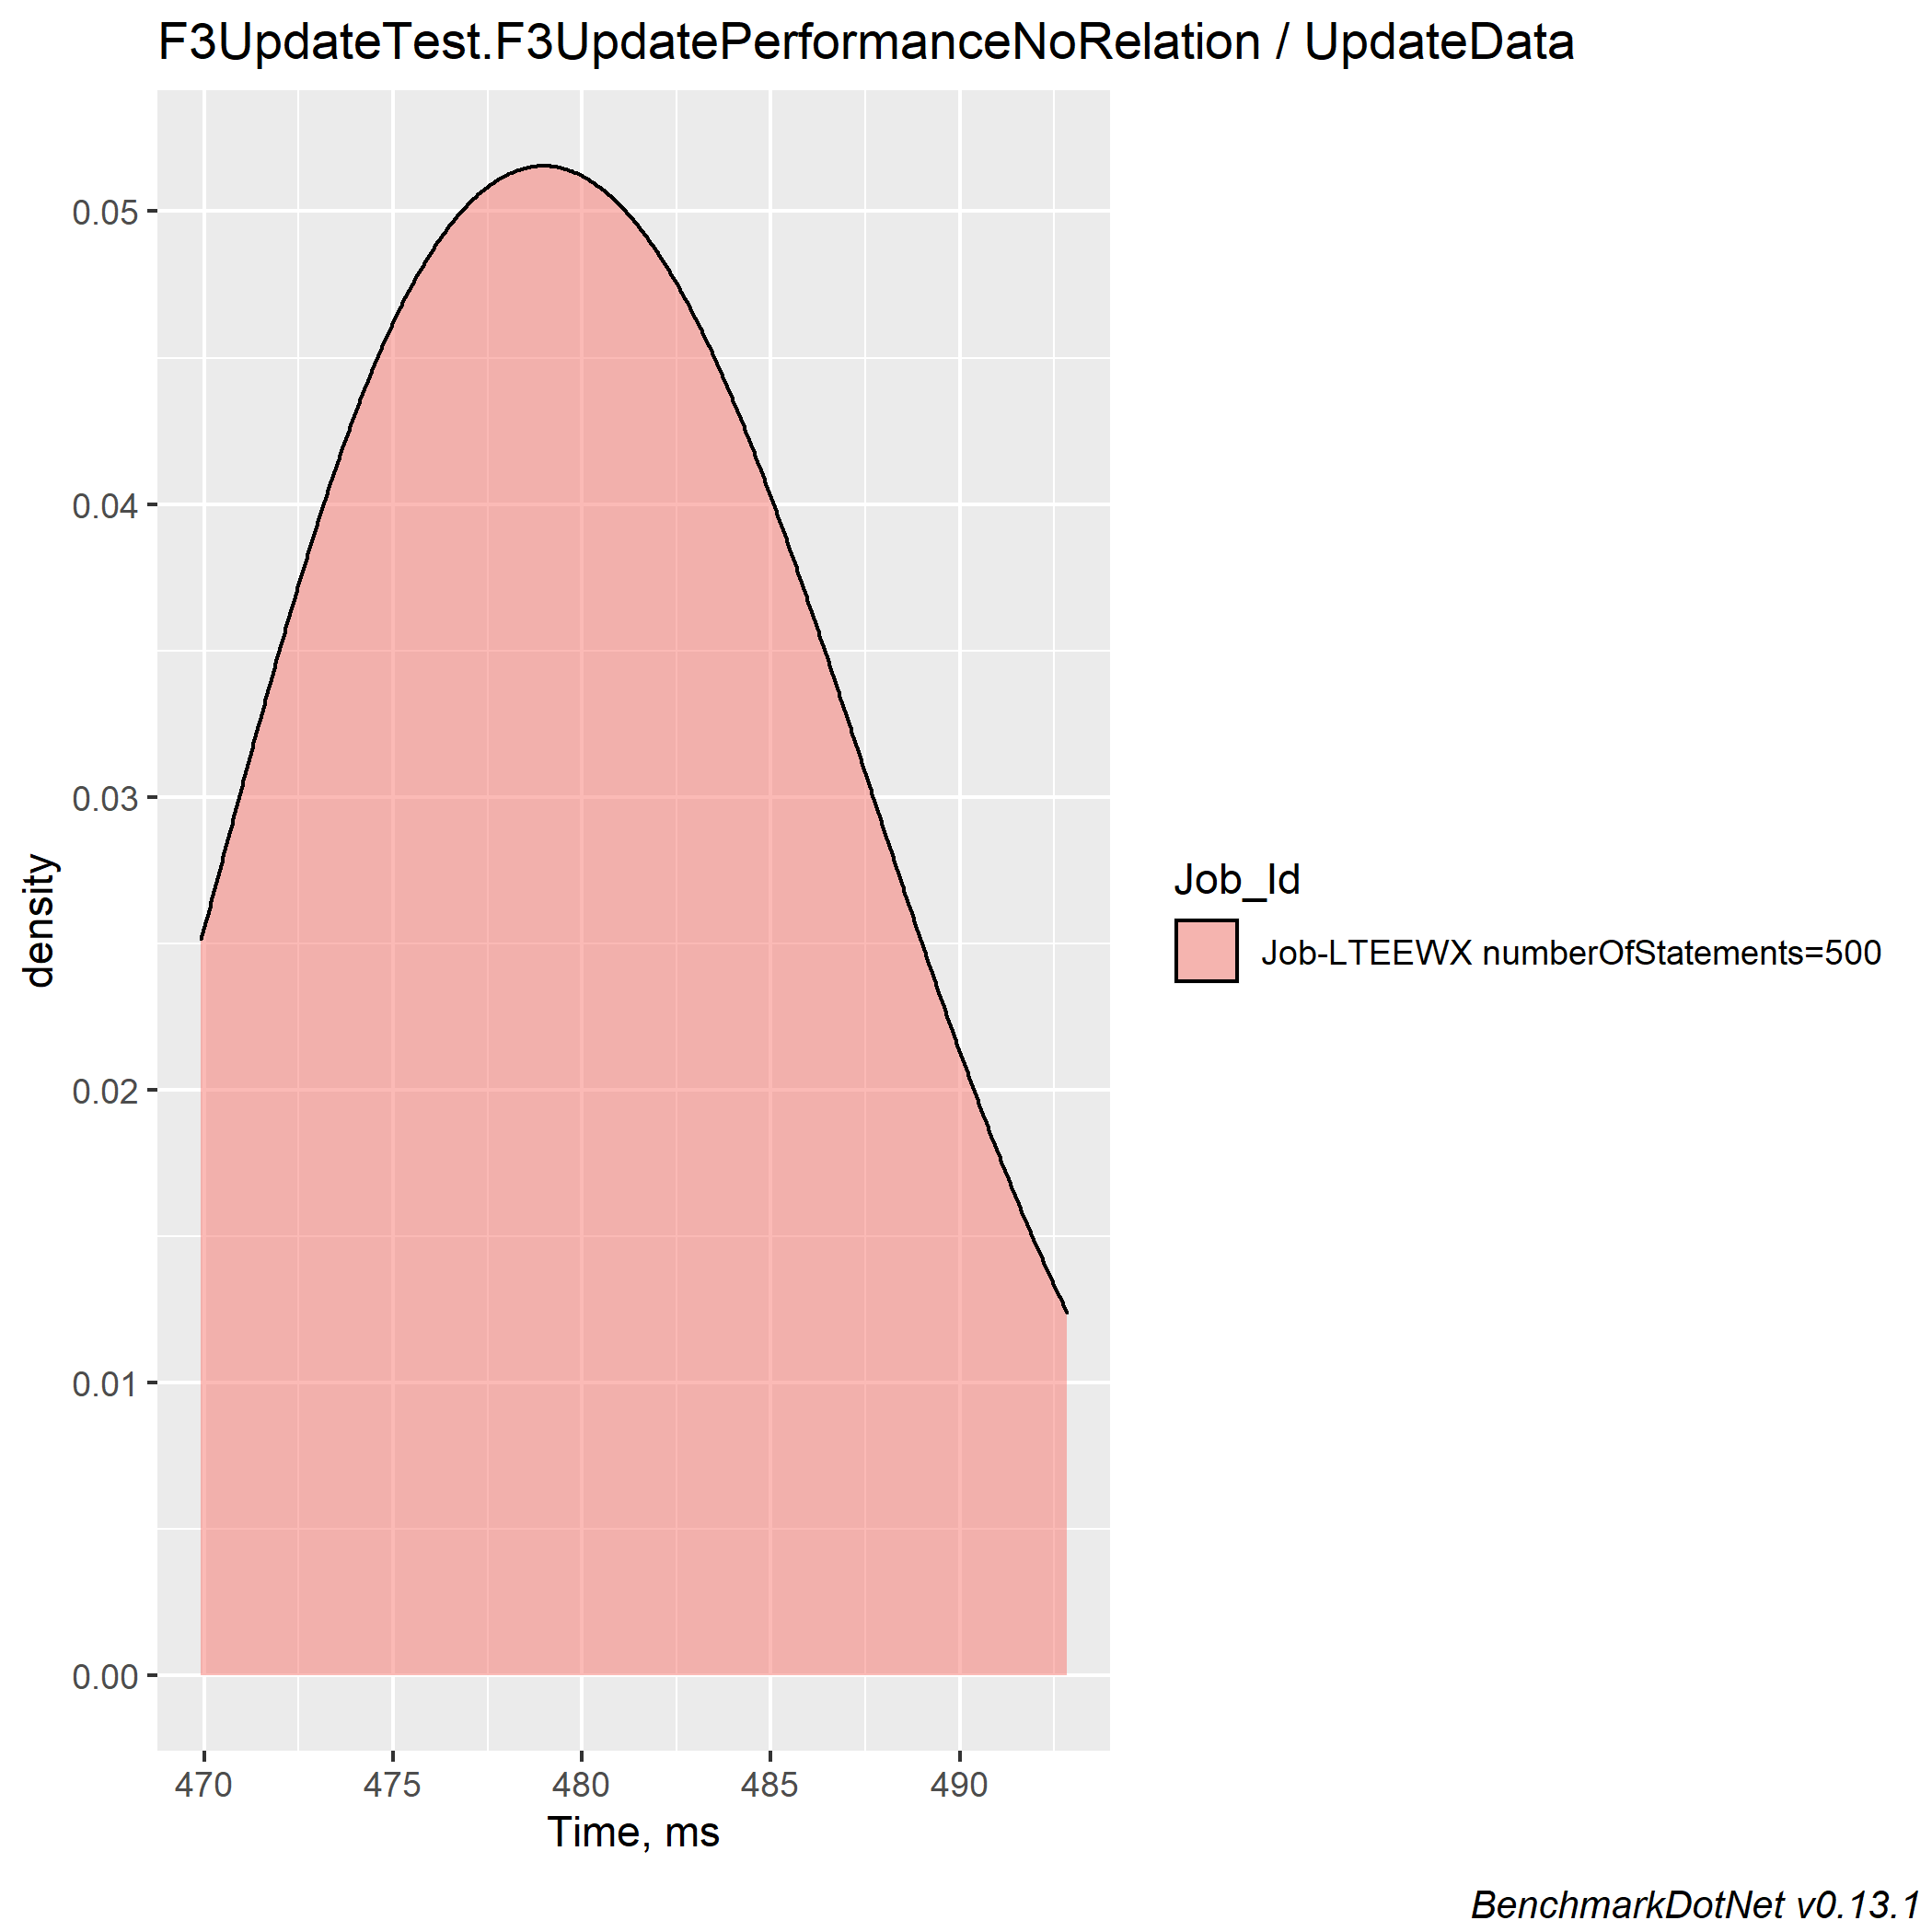 F3UpdateTest.F3UpdatePerformanceNoRelation / UpdateData
0.05
0.04
0.03
0.02
0.01
0.00
density
470 475 480 485 490
Time, ms
Job_Id
Job-LTEEWX numberOfStatements=500
BenchmarkDotNet v0.13.1